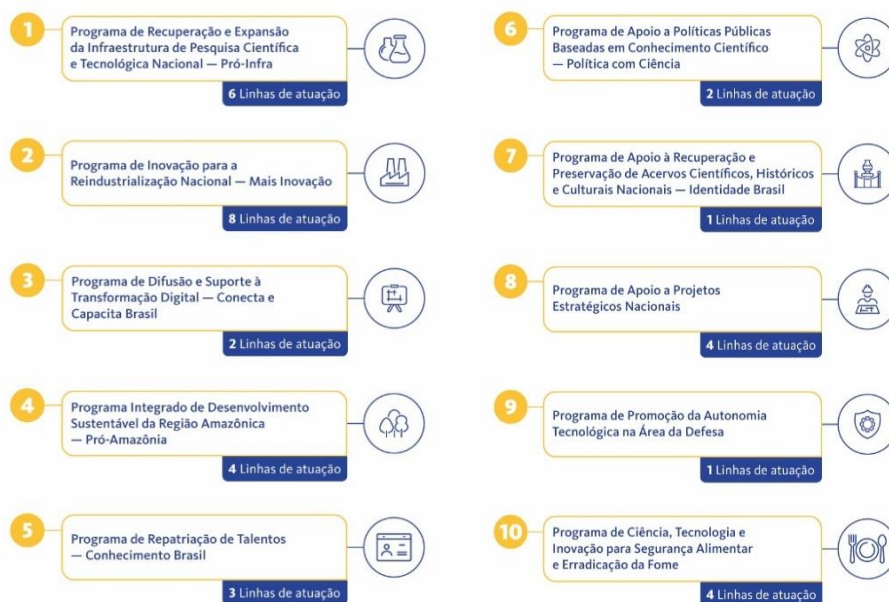 1
Programa de Recuperação e Expansão
da Infraestrutura de Pesquisa Científica
e Tecnológica Nacional — Pró-Infra
6 Linhas de atuação
2
Programa de Inovação para a
Reindustrialização Nacional — Mais Inovação
8 Linhas de atuação
3
Programa de Difusão e Suporte à
Transformação Digital — Conecta e
Capacita Brasil
2 Linhas de atuação
4
Programa Integrado de Desenvolvimento
Sustentável da Região Amazônica
— Pró-Amazônia
4 Linhas de atuação
5
Programa de Repatriação de Talentos
— Conhecimento Brasil
3 Linhas de atuação
6
Programa de Apoio a Políticas Públicas
Baseadas em Conhecimento Científico
— Política com Ciência
2 Linhas de atuação
7
Programa de Apoio à Recuperação e
Preservação de Acervos Científicos, Históricos
e Culturais Nacionais — Identidade Brasil
1 Linhas de atuação
8
Programa de Apoio a Projetos
Estratégicos Nacionais
4 Linhas de atuação
9
Programa de Promoção da Autonomia
Tecnológica na Área da Defesa
1 Linhas de atuação
10
Programa de Ciência, Tecnologia e
Inovação para Segurança Alimentar
e Erradicação da Fome
4 Linhas de atuação